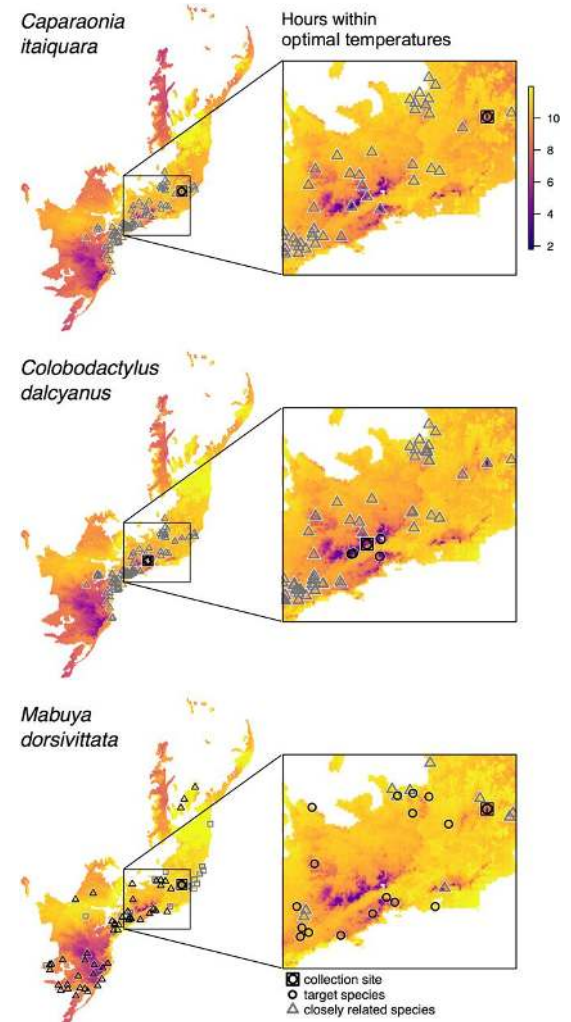 Caparaonia
itaiquara
Hours within
optimal temperatures
10
8
6
4
2
Colobodactylus
dalcyanus
Mabuya
dorsivittata
collection site
target species
closely related species